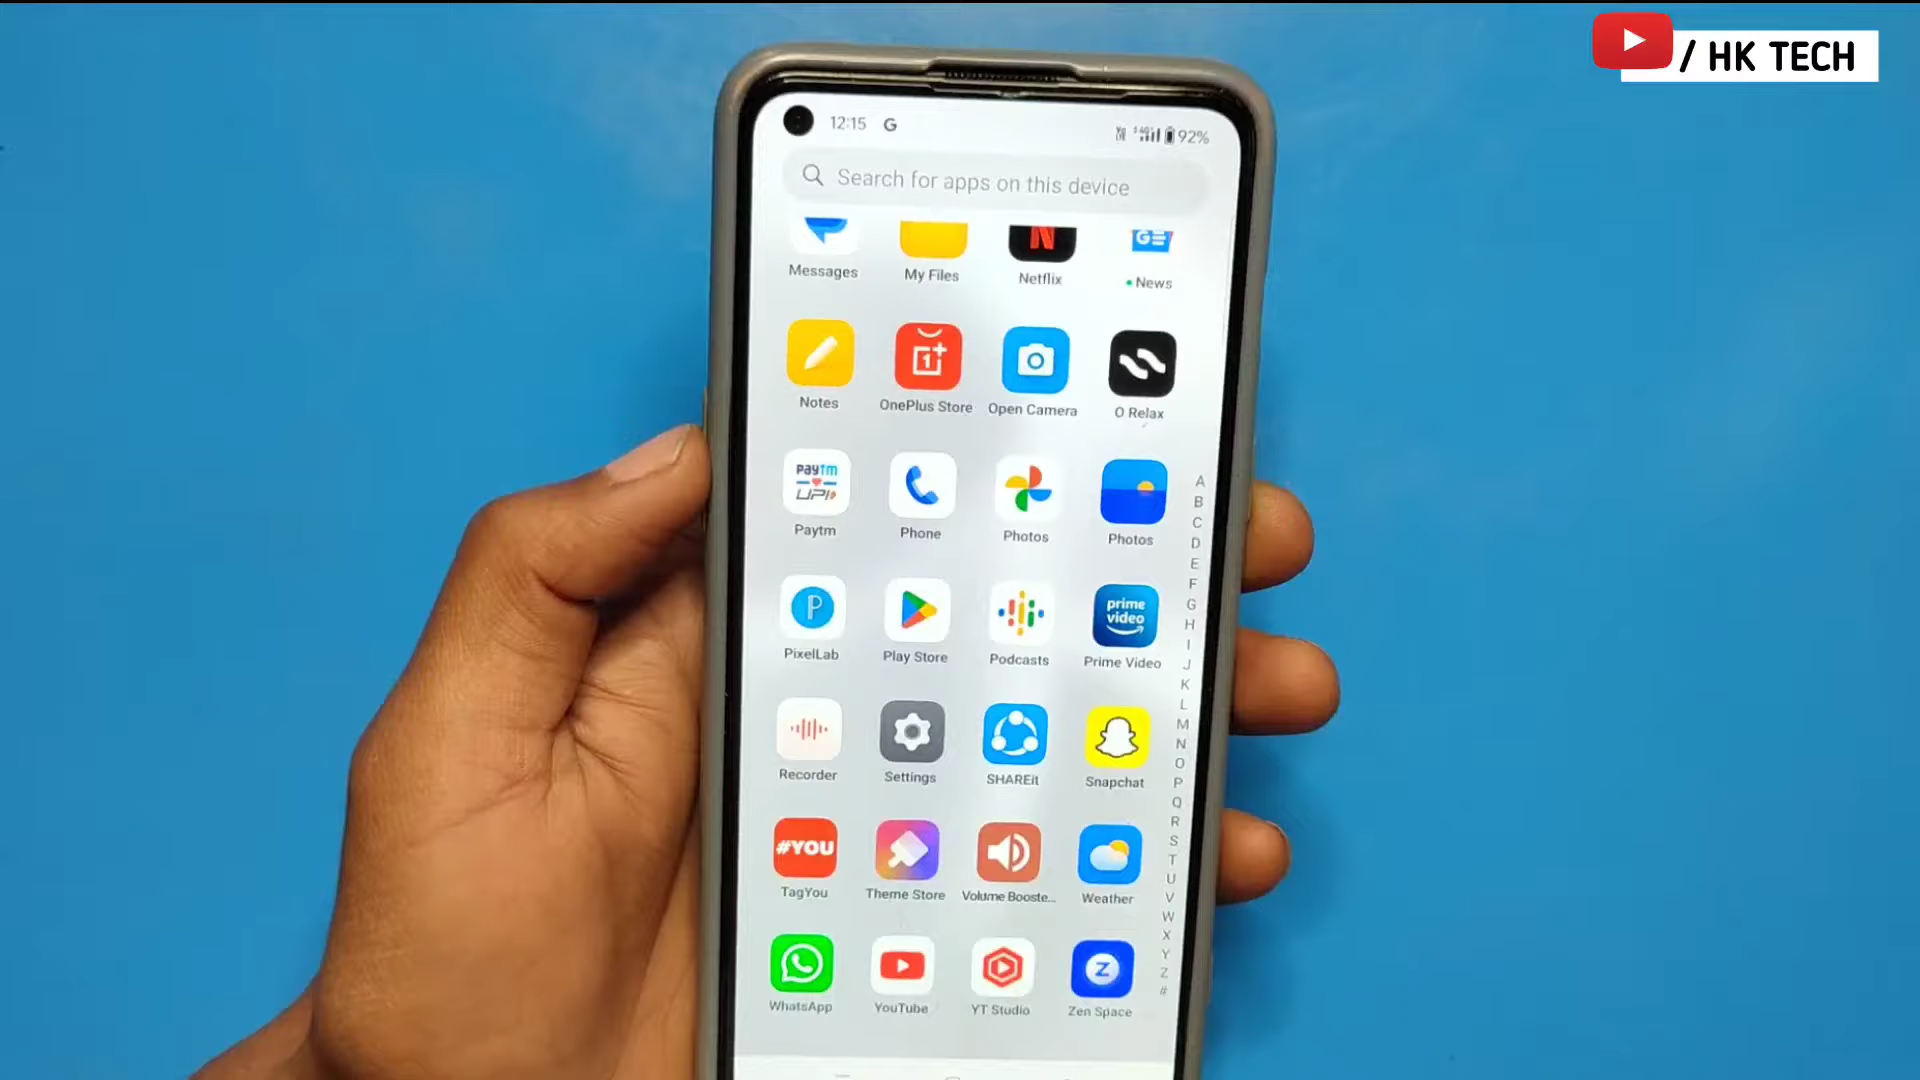 / HK TECH
12:15 G 92%
Search for apps on this device
Messages My Files Netflix News
1
Notes OnePlus Store Open Camera O Relax
paytm
UPI
Paytm Phone Photos Photos
P
prime
video
PixelLab Play Store Podcasts Prime Video
Recorder Settings SHAREit Snapchat
#YOU
TagYou Theme Store Volume Booste... Weather
Z
WhatsApp YouTube YT Studio Zen Space
A
B
C
D
E
F
G
H
I
J
K
L
M
N
O
P
Q
R
S
T
U
V
W
X
Y
Z
#